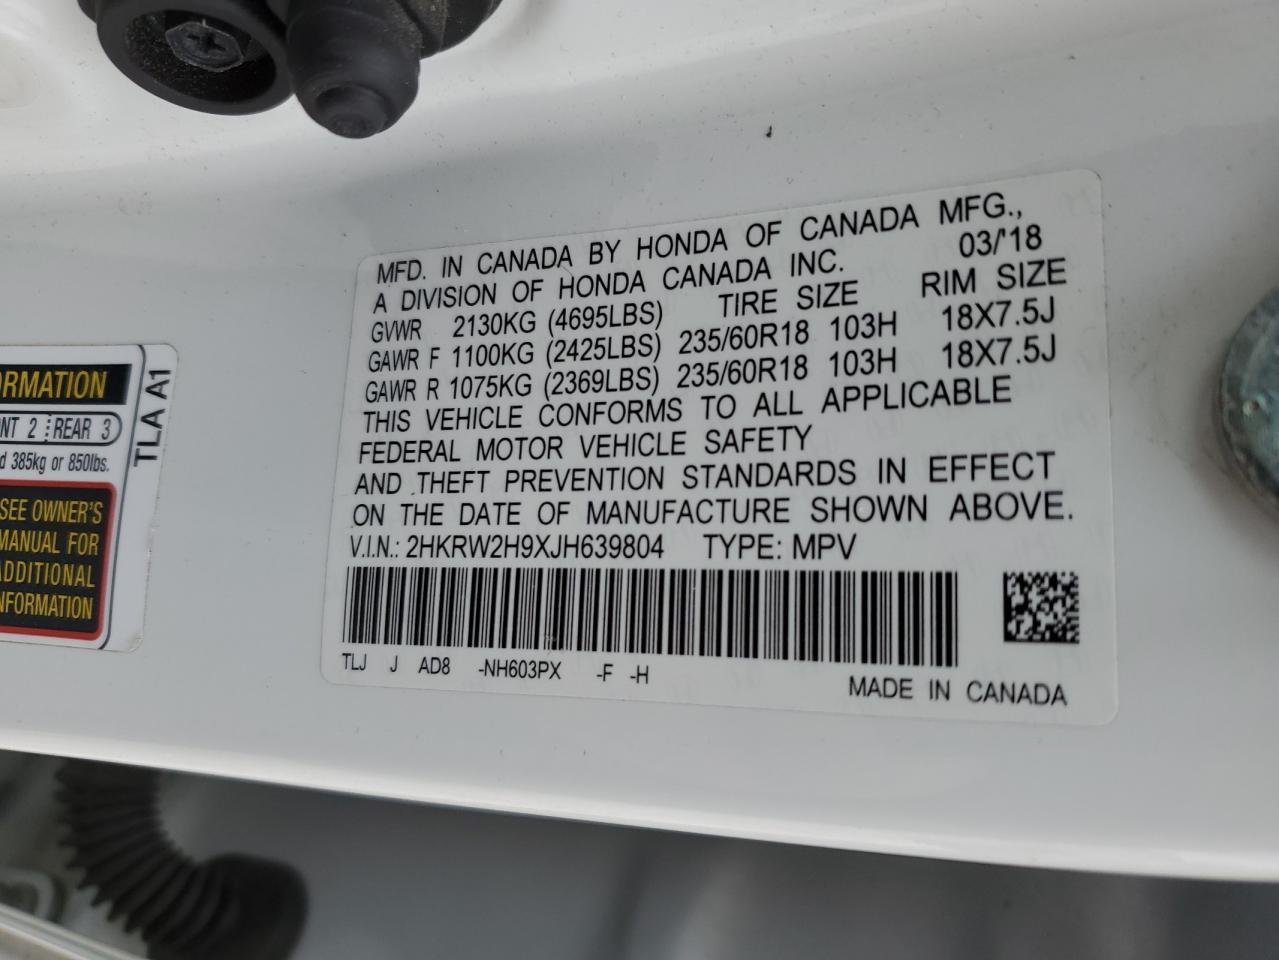 MFD. IN CANADA BY HONDA OF CANADA MFG.,
A DIVISION OF HONDA CANADA INC. 03/'18
GVWR 2130KG (4695LBS) TIRE SIZE RIM SIZE
GAWR F 1100KG (2425LBS) 235/60R18 103H 18X7.5J
GAWR R 1075KG (2369LBS) 235/60R18 103H 18X7.5J
THIS VEHICLE CONFORMS TO ALL APPLICABLE
FEDERAL MOTOR VEHICLE SAFETY
AND THEFT PREVENTION STANDARDS IN EFFECT
ON THE DATE OF MANUFACTURE SHOWN ABOVE.
V.I.N.: 2HKRW2H9XJH639804 TYPE: MPV
TLJ J AD8 -NH603PX -F -H
MADE IN CANADA
ORMATION
NT 2 REAR 3
d 385kg or 850lbs.
SEE OWNER'S
MANUAL FOR
ADDITIONAL
NFORMATION
TLA A1